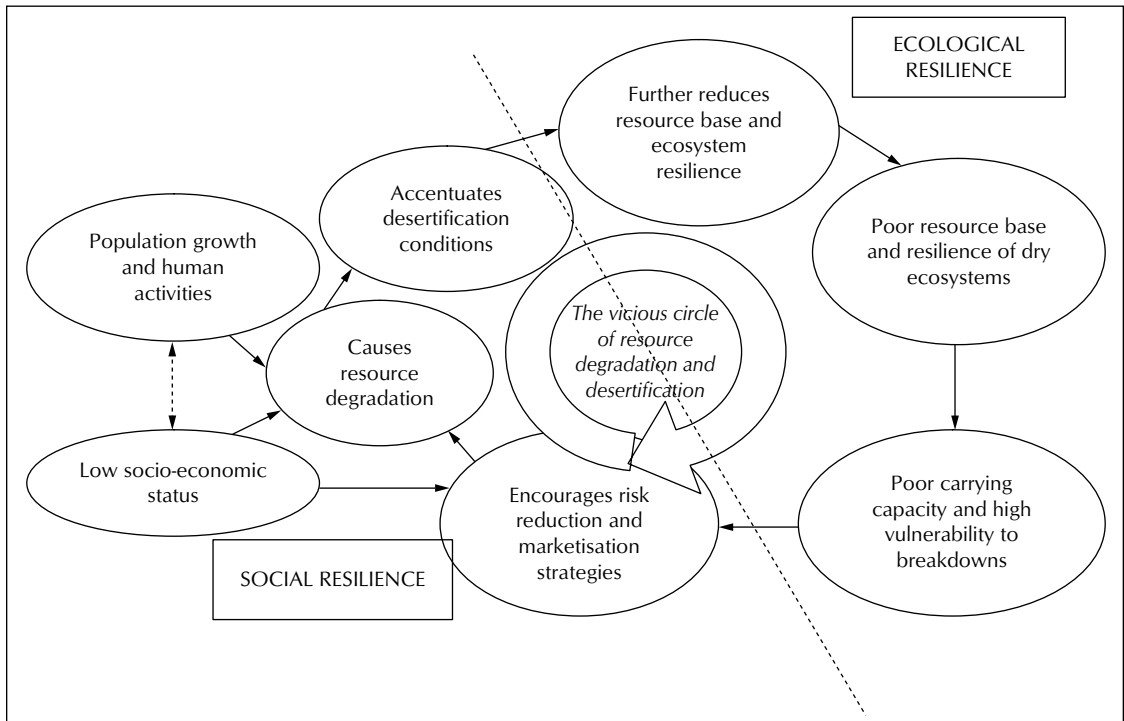 ECOLOGICAL
RESILIENCE
Further reduces
resource base and
ecosystem
resilience
Accentuates
desertification
conditions
Poor resource base
and resilience of dry
ecosystems
Population growth
and human
activities
The vicious circle
of resource
degradation and
desertification
Causes
resource
degradation
Low socio-economic
status
Encourages risk
reduction and
marketisation
strategies
Poor carrying
capacity and high
vulnerability to
breakdowns
SOCIAL RESILIENCE